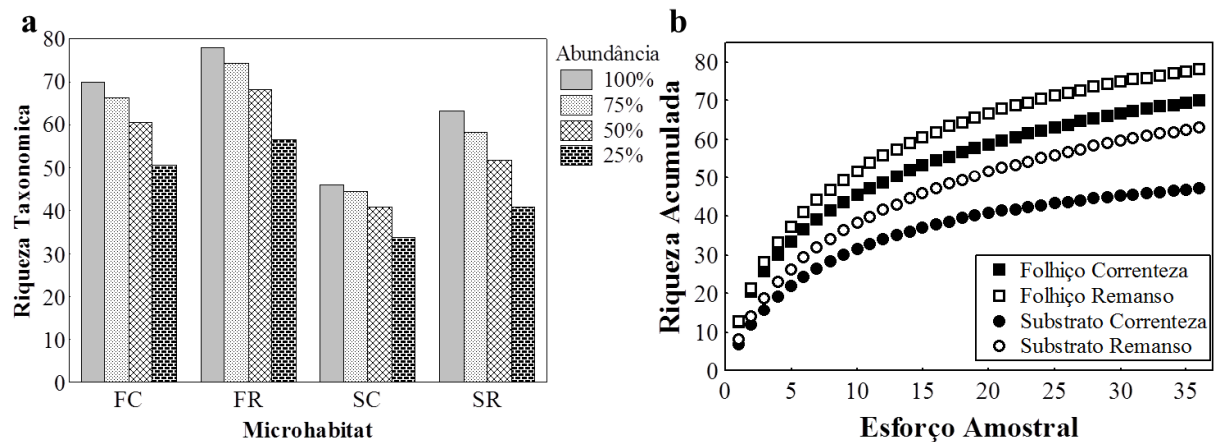 a
80
70
60
50
40
30
20
10
0
Riqueza Taxonomica
FC FR SC SR
Microhabitat
Abundância
100%
75%
50%
25%
b
80
70
60
50
40
30
20
10
0
Riqueza Acumulada
0 5 10 15 20 25 30 35
Esforço Amostral
Folhiço Correnteza
Folhiço Remanso
Substrato Correnteza
Substrato Remanso